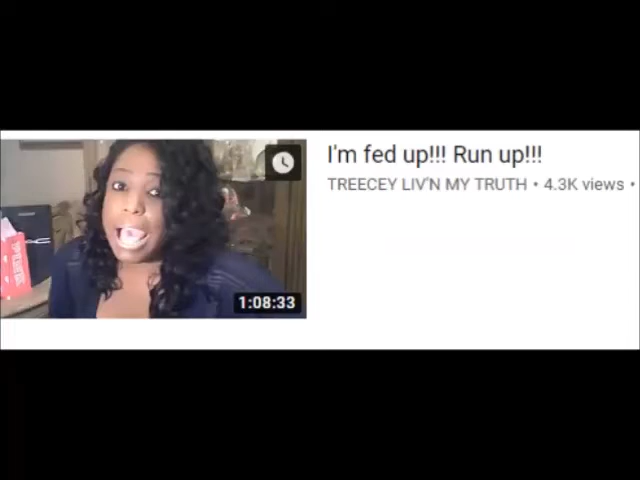 I'm fed up!!! Run up!!!
TREECEY LIV'N MY TRUTH • 4.3K views •
1:08:33